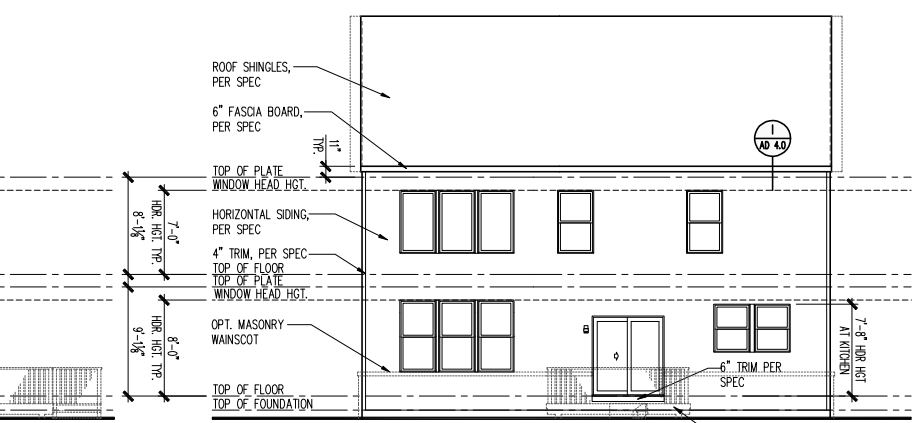 ROOF SHINGLES,
PER SPEC
6" FASCIA BOARD,
PER SPEC
11"
TYP.
1
AD 4.0
TOP OF PLATE
WINDOW HEAD HGT.
HORIZONTAL SIDING,
PER SPEC
8'-1⅛"
7'-0"
HDR. HGT. TYP.
4" TRIM, PER SPEC
TOP OF FLOOR
TOP OF PLATE
WINDOW HEAD HGT.
OPT. MASONRY
WAINSCOT
9'-1⅛"
8'-0"
HDR. HGT. TYP.
7'-8" HDR HGT
AT KITCHEN
6" TRIM PER
SPEC
TOP OF FLOOR
TOP OF FOUNDATION